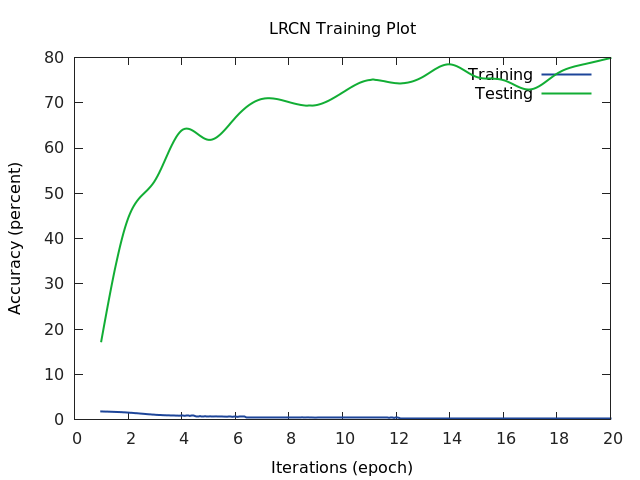 LRCN Training Plot
80
70
60
50
40
30
20
10
0
Accuracy (percent)
Training
Testing
0 2 4 6 8 10 12 14 16 18 20
Iterations (epoch)